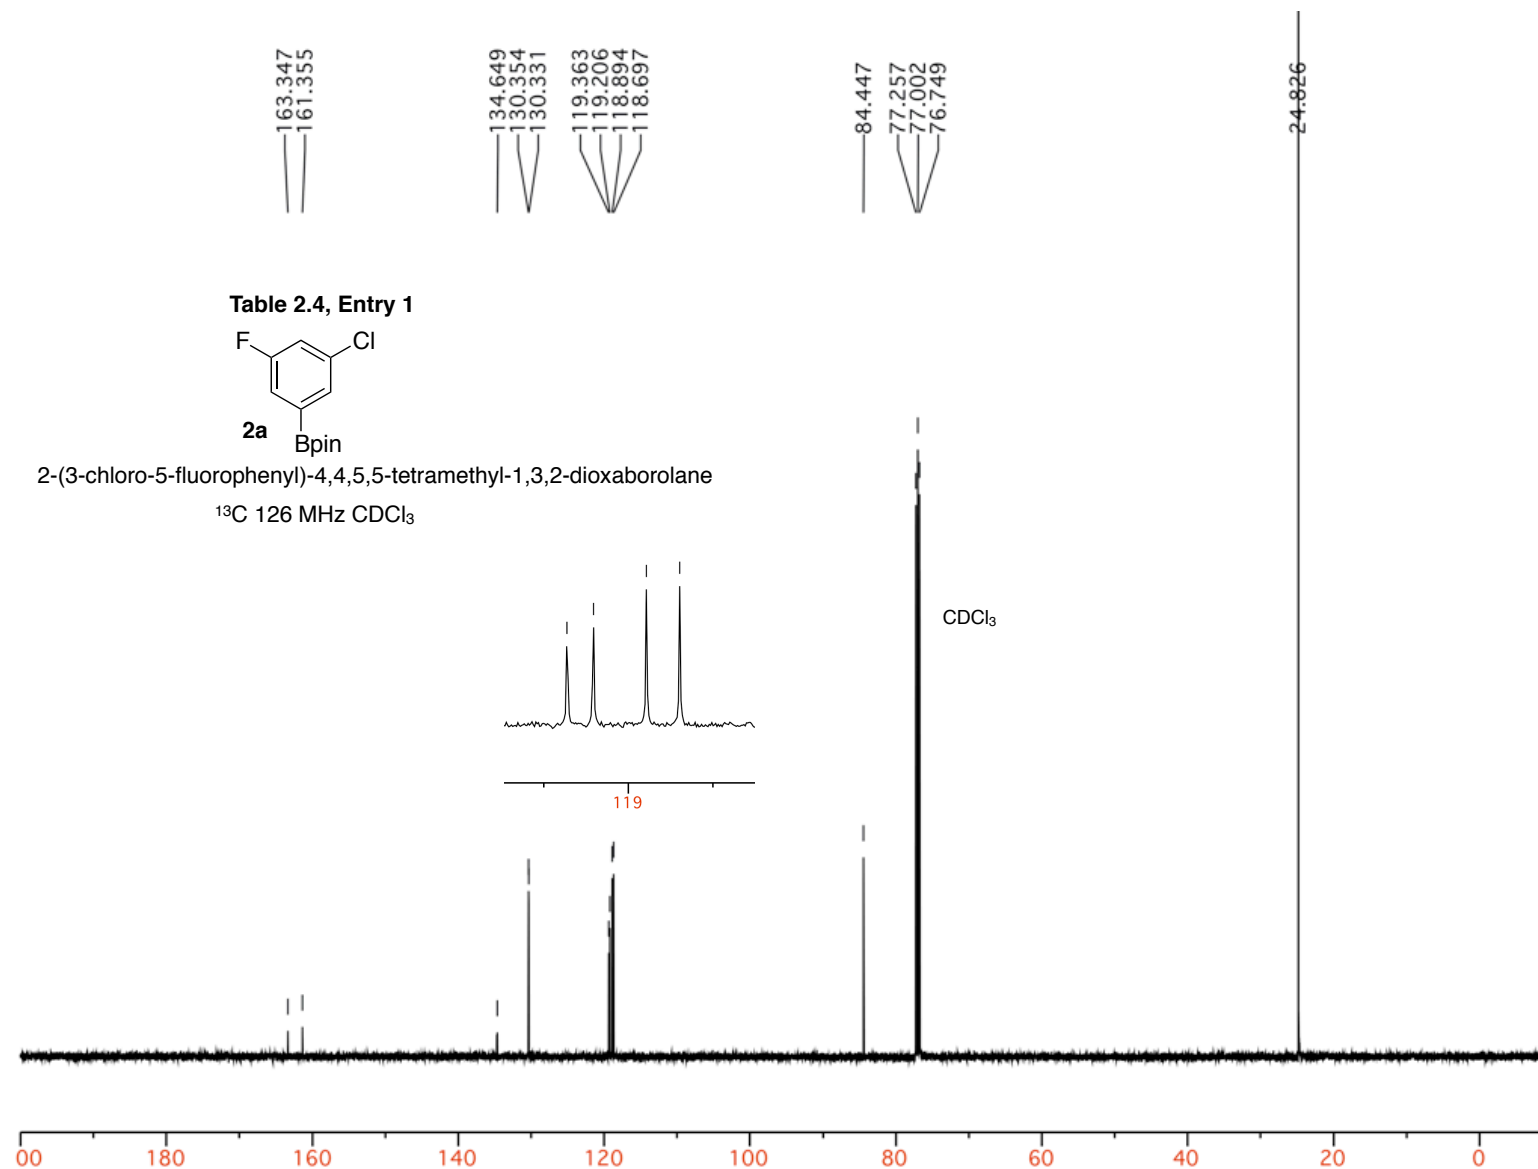 163.347
161.355
134.649
130.354
130.331
119.363
119.206
118.894
118.697
84.447
77.257
77.002
76.749
24.826
Table 2.4, Entry 1
F
Cl
2a
Bpin
2-(3-chloro-5-fluorophenyl)-4,4,5,5-tetramethyl-1,3,2-dioxaborolane
¹³C 126 MHz CDCl₃
CDCl₃
119
00 180 160 140 120 100 80 60 40 20 0